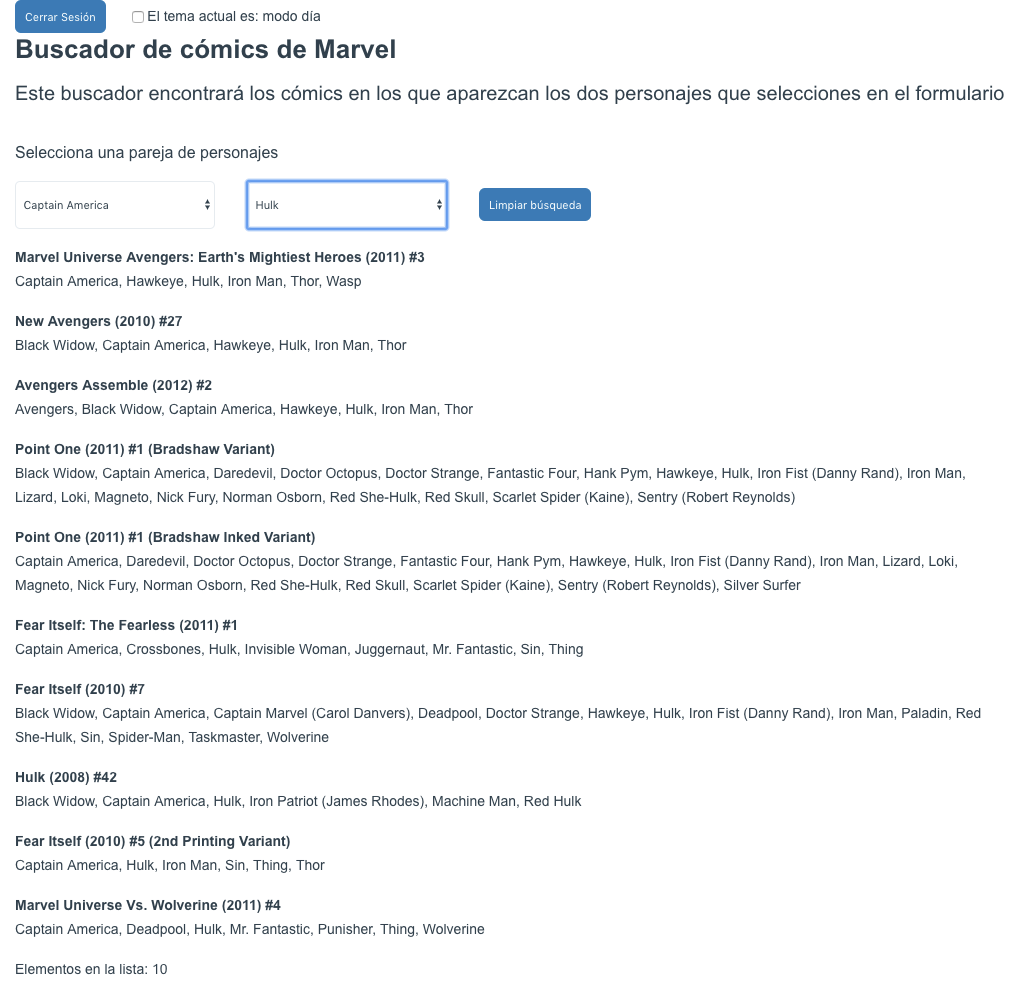 Cerrar Sesión
El tema actual es: modo día
Buscador de cómics de Marvel
Este buscador encontrará los cómics en los que aparezcan los dos personajes que selecciones en el formulario
Selecciona una pareja de personajes
Captain America
Hulk
Limpiar búsqueda
Marvel Universe Avengers: Earth's Mightiest Heroes (2011) #3
Captain America, Hawkeye, Hulk, Iron Man, Thor, Wasp
New Avengers (2010) #27
Black Widow, Captain America, Hawkeye, Hulk, Iron Man, Thor
Avengers Assemble (2012) #2
Avengers, Black Widow, Captain America, Hawkeye, Hulk, Iron Man, Thor
Point One (2011) #1 (Bradshaw Variant)
Black Widow, Captain America, Daredevil, Doctor Octopus, Doctor Strange, Fantastic Four, Hank Pym, Hawkeye, Hulk, Iron Fist (Danny Rand), Iron Man,
Lizard, Loki, Magneto, Nick Fury, Norman Osborn, Red She-Hulk, Red Skull, Scarlet Spider (Kaine), Sentry (Robert Reynolds)
Point One (2011) #1 (Bradshaw Inked Variant)
Captain America, Daredevil, Doctor Octopus, Doctor Strange, Fantastic Four, Hank Pym, Hawkeye, Hulk, Iron Fist (Danny Rand), Iron Man, Lizard, Loki,
Magneto, Nick Fury, Norman Osborn, Red She-Hulk, Red Skull, Scarlet Spider (Kaine), Sentry (Robert Reynolds), Silver Surfer
Fear Itself: The Fearless (2011) #1
Captain America, Crossbones, Hulk, Invisible Woman, Juggernaut, Mr. Fantastic, Sin, Thing
Fear Itself (2010) #7
Black Widow, Captain America, Captain Marvel (Carol Danvers), Deadpool, Doctor Strange, Hawkeye, Hulk, Iron Fist (Danny Rand), Iron Man, Paladin, Red
She-Hulk, Sin, Spider-Man, Taskmaster, Wolverine
Hulk (2008) #42
Black Widow, Captain America, Hulk, Iron Patriot (James Rhodes), Machine Man, Red Hulk
Fear Itself (2010) #5 (2nd Printing Variant)
Captain America, Hulk, Iron Man, Sin, Thing, Thor
Marvel Universe Vs. Wolverine (2011) #4
Captain America, Deadpool, Hulk, Mr. Fantastic, Punisher, Thing, Wolverine
Elementos en la lista: 10